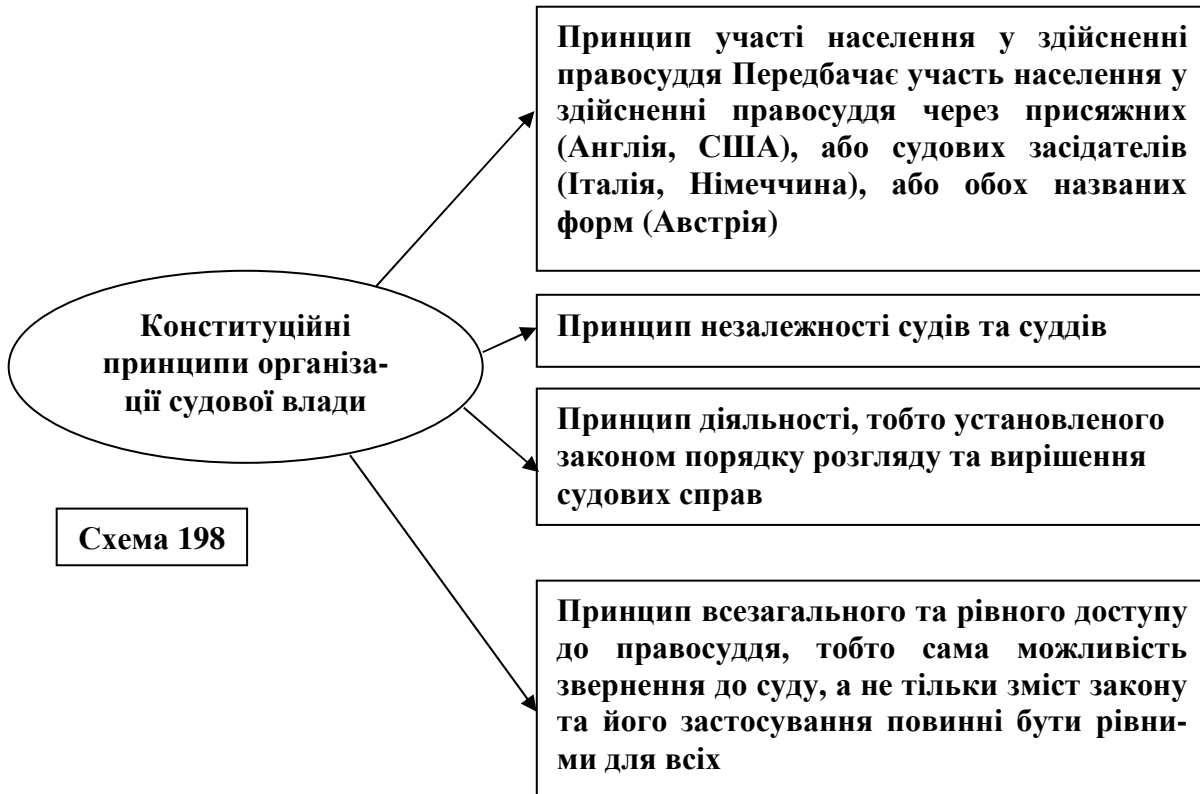 Принцип участі населення у здійсненні
правосуддя Передбачає участь населення у
здійсненні правосуддя через присяжних
(Англія, США), або судових засідателів
(Італія, Німеччина), або обох названих
форм (Австрія)
Конституційні
принципи організа-
ції судової влади
Принцип незалежності судів та суддів
Принцип діяльності, тобто установленого
законом порядку розгляду та вирішення
судових справ
Схема 198
Принцип всезагального та рівного доступу
до правосуддя, тобто сама можливість
звернення до суду, а не тільки зміст закону
та його застосування повинні бути рівни-
ми для всіх